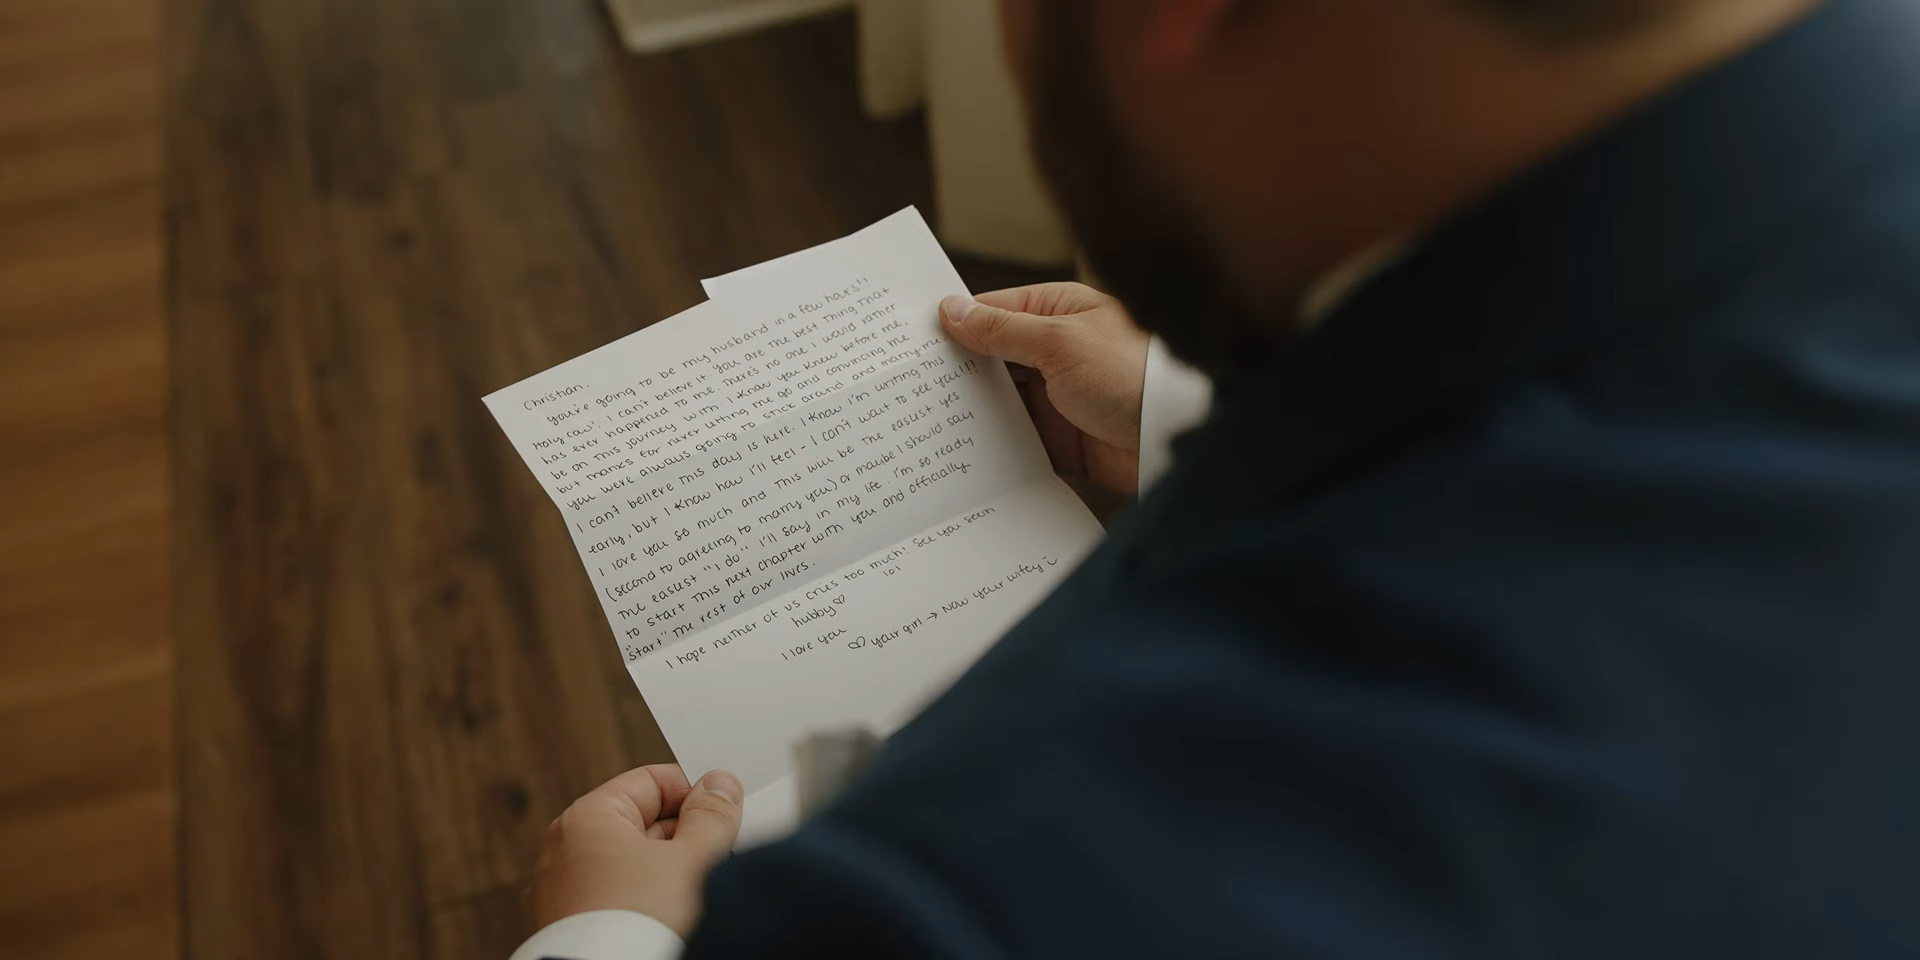 Christian,
you're going to be my husband in a few hours!!
Holy cow! I can't believe it you are the best thing that
has ever happened to me. There's no one I would rather
be on this journey with. I know you knew before me,
but thanks for never letting me go and convincing me
you were always going to stick around and marry me
I can't believe this day is here. I know I'm writing this
early, but I know how I'll feel - I can't wait to see you!!!
I love you so much and this will be the easiest yes
(second to agreeing to marry you) or maybe I should say
the easiest "I do" I'll say in my life. I'm so ready
to start this next chapter with you and officially
"start" the rest of our lives.
I hope neither of us cries too much! See you soon
lol
hubby♡
I love you
♡ your girl → Now your wifey